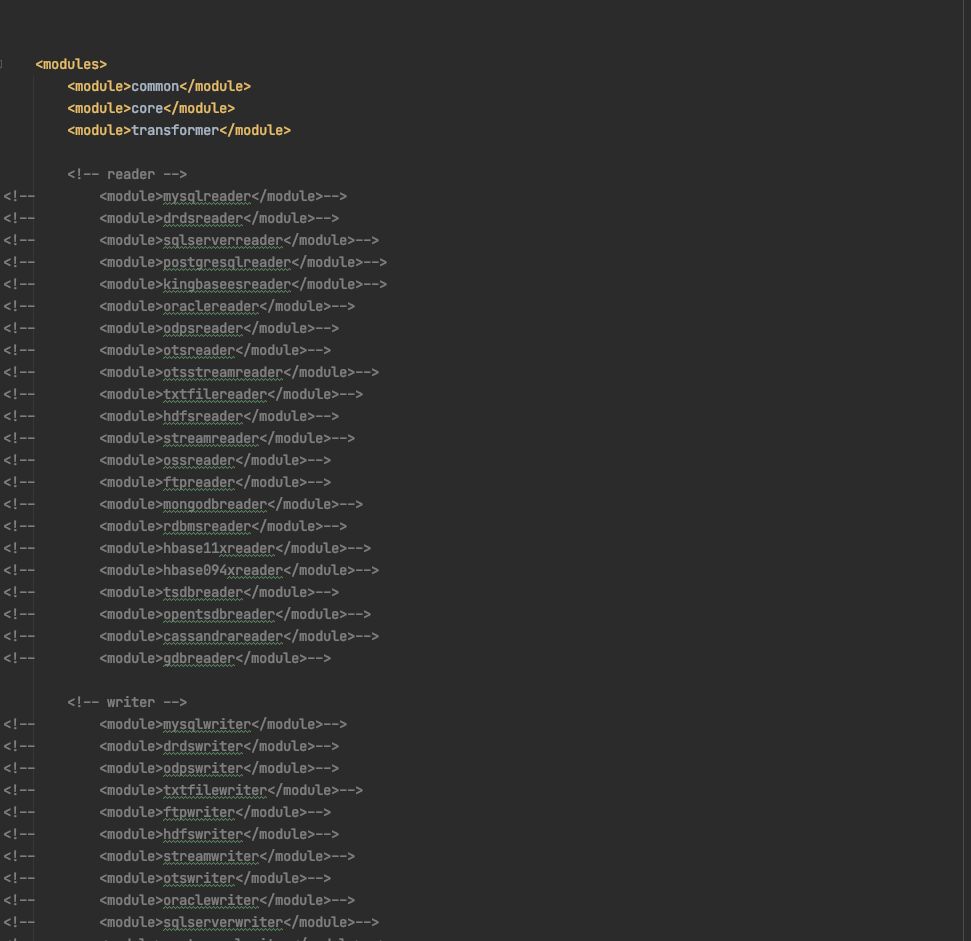 <modules>
<module>common</module>
<module>core</module>
<module>transformer</module>
<!-- reader -->
<!-- <module>mysqlreader</module>-->
<!-- <module>drdsreader</module>-->
<!-- <module>sqlserverreader</module>-->
<!-- <module>postgresqlreader</module>-->
<!-- <module>kingbaseesreader</module>-->
<!-- <module>oraclereader</module>-->
<!-- <module>odpsreader</module>-->
<!-- <module>otsreader</module>-->
<!-- <module>otsstreamreader</module>-->
<!-- <module>txtfilereader</module>-->
<!-- <module>hdfsreader</module>-->
<!-- <module>streamreader</module>-->
<!-- <module>ossreader</module>-->
<!-- <module>ftpreader</module>-->
<!-- <module>mongodbreader</module>-->
<!-- <module>rdbmsreader</module>-->
<!-- <module>hbase11xreader</module>-->
<!-- <module>hbase094xreader</module>-->
<!-- <module>tsdbreader</module>-->
<!-- <module>opentsdbreader</module>-->
<!-- <module>cassandrareader</module>-->
<!-- <module>gdbreader</module>-->
<!-- writer -->
<!-- <module>mysqlwriter</module>-->
<!-- <module>drdswriter</module>-->
<!-- <module>odpswriter</module>-->
<!-- <module>txtfilewriter</module>-->
<!-- <module>ftpwriter</module>-->
<!-- <module>hdfswriter</module>-->
<!-- <module>streamwriter</module>-->
<!-- <module>otswriter</module>-->
<!-- <module>oraclewriter</module>-->
<!-- <module>sqlserverwriter</module>-->